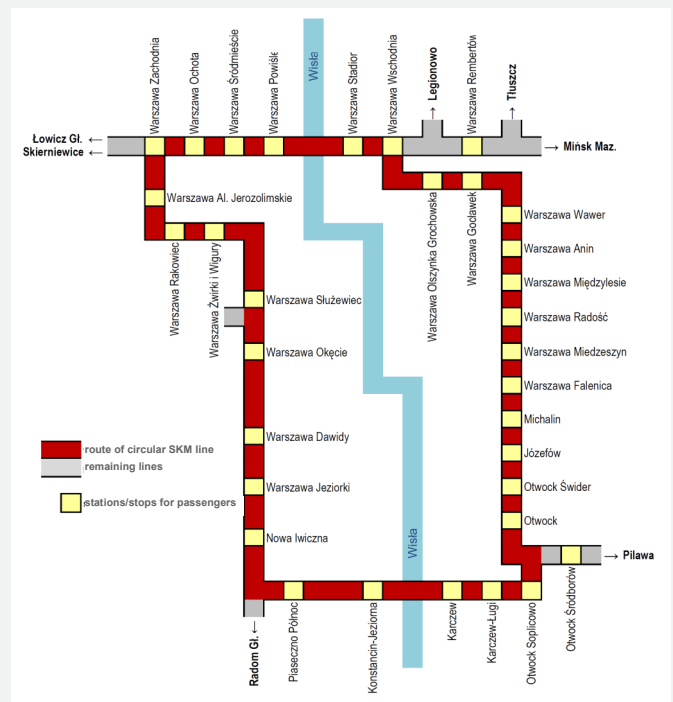 Warszawa Zachodnia
Warszawa Ochota
Warszawa Śródmieście
Warszawa Powiśle
Wisła
Warszawa Stadior
Warszawa Wschodnia
→ Legionowo
Warszawa Rembertów
→ Tłuszcz
Łowicz Gł. ←
Skierniewice ←
→ Mińsk Maz.
Warszawa Al. Jerozolimskie
Warszawa Rakowiec
Warszawa Żwirki i Wigury
Warszawa Olszynka Grochowska
Warszawa Gocławek
Warszawa Wawer
Warszawa Anin
Warszawa Międzylesie
Warszawa Służewiec
Warszawa Radość
Warszawa Okęcie
Warszawa Miedzeszyn
Warszawa Falenica
Michalin
Warszawa Dawidy
route of circular SKM line
Józefów
remaining lines
Warszawa Jeziorki
Otwock Świder
stations/stops for passengers
Otwock
Nowa Iwiczna
Wisła
→ Pilawa
Radom Gł. ←
Piaseczno Północ
Konstancin-Jeziorna
Karczew
Karczew-Ługi
Otwock Soplicowo
Otwock Śródborów